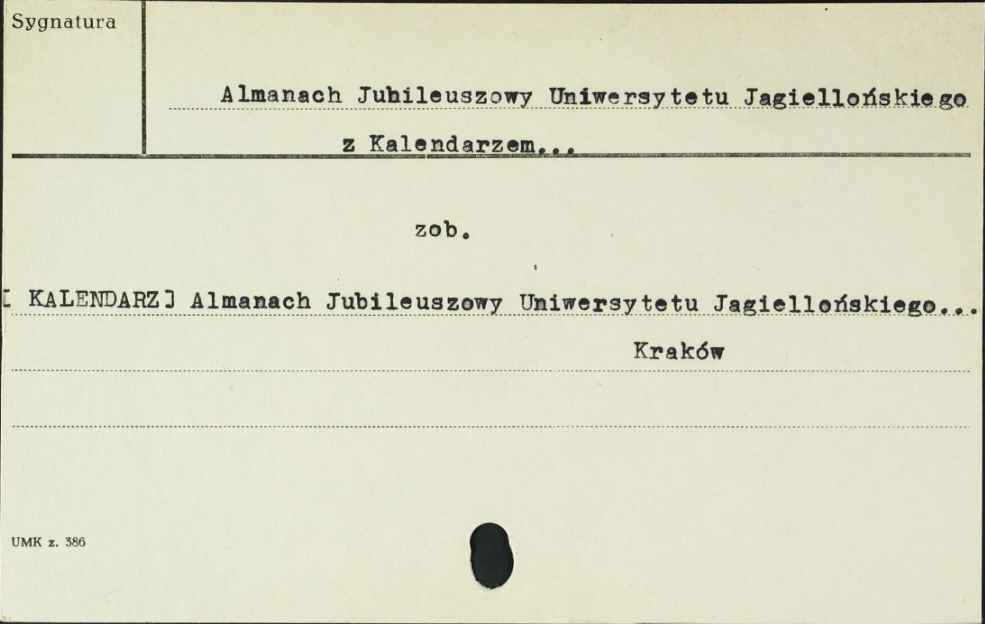 Sygnatura
Almanach Jubileuszowy Uniwersytetu Jagiellońskiego
z Kalendarzem...
zob.
[ KALENDARZ] Almanach Jubileuszowy Uniwersytetu Jagiellońskiego...
Kraków
UMK z. 386